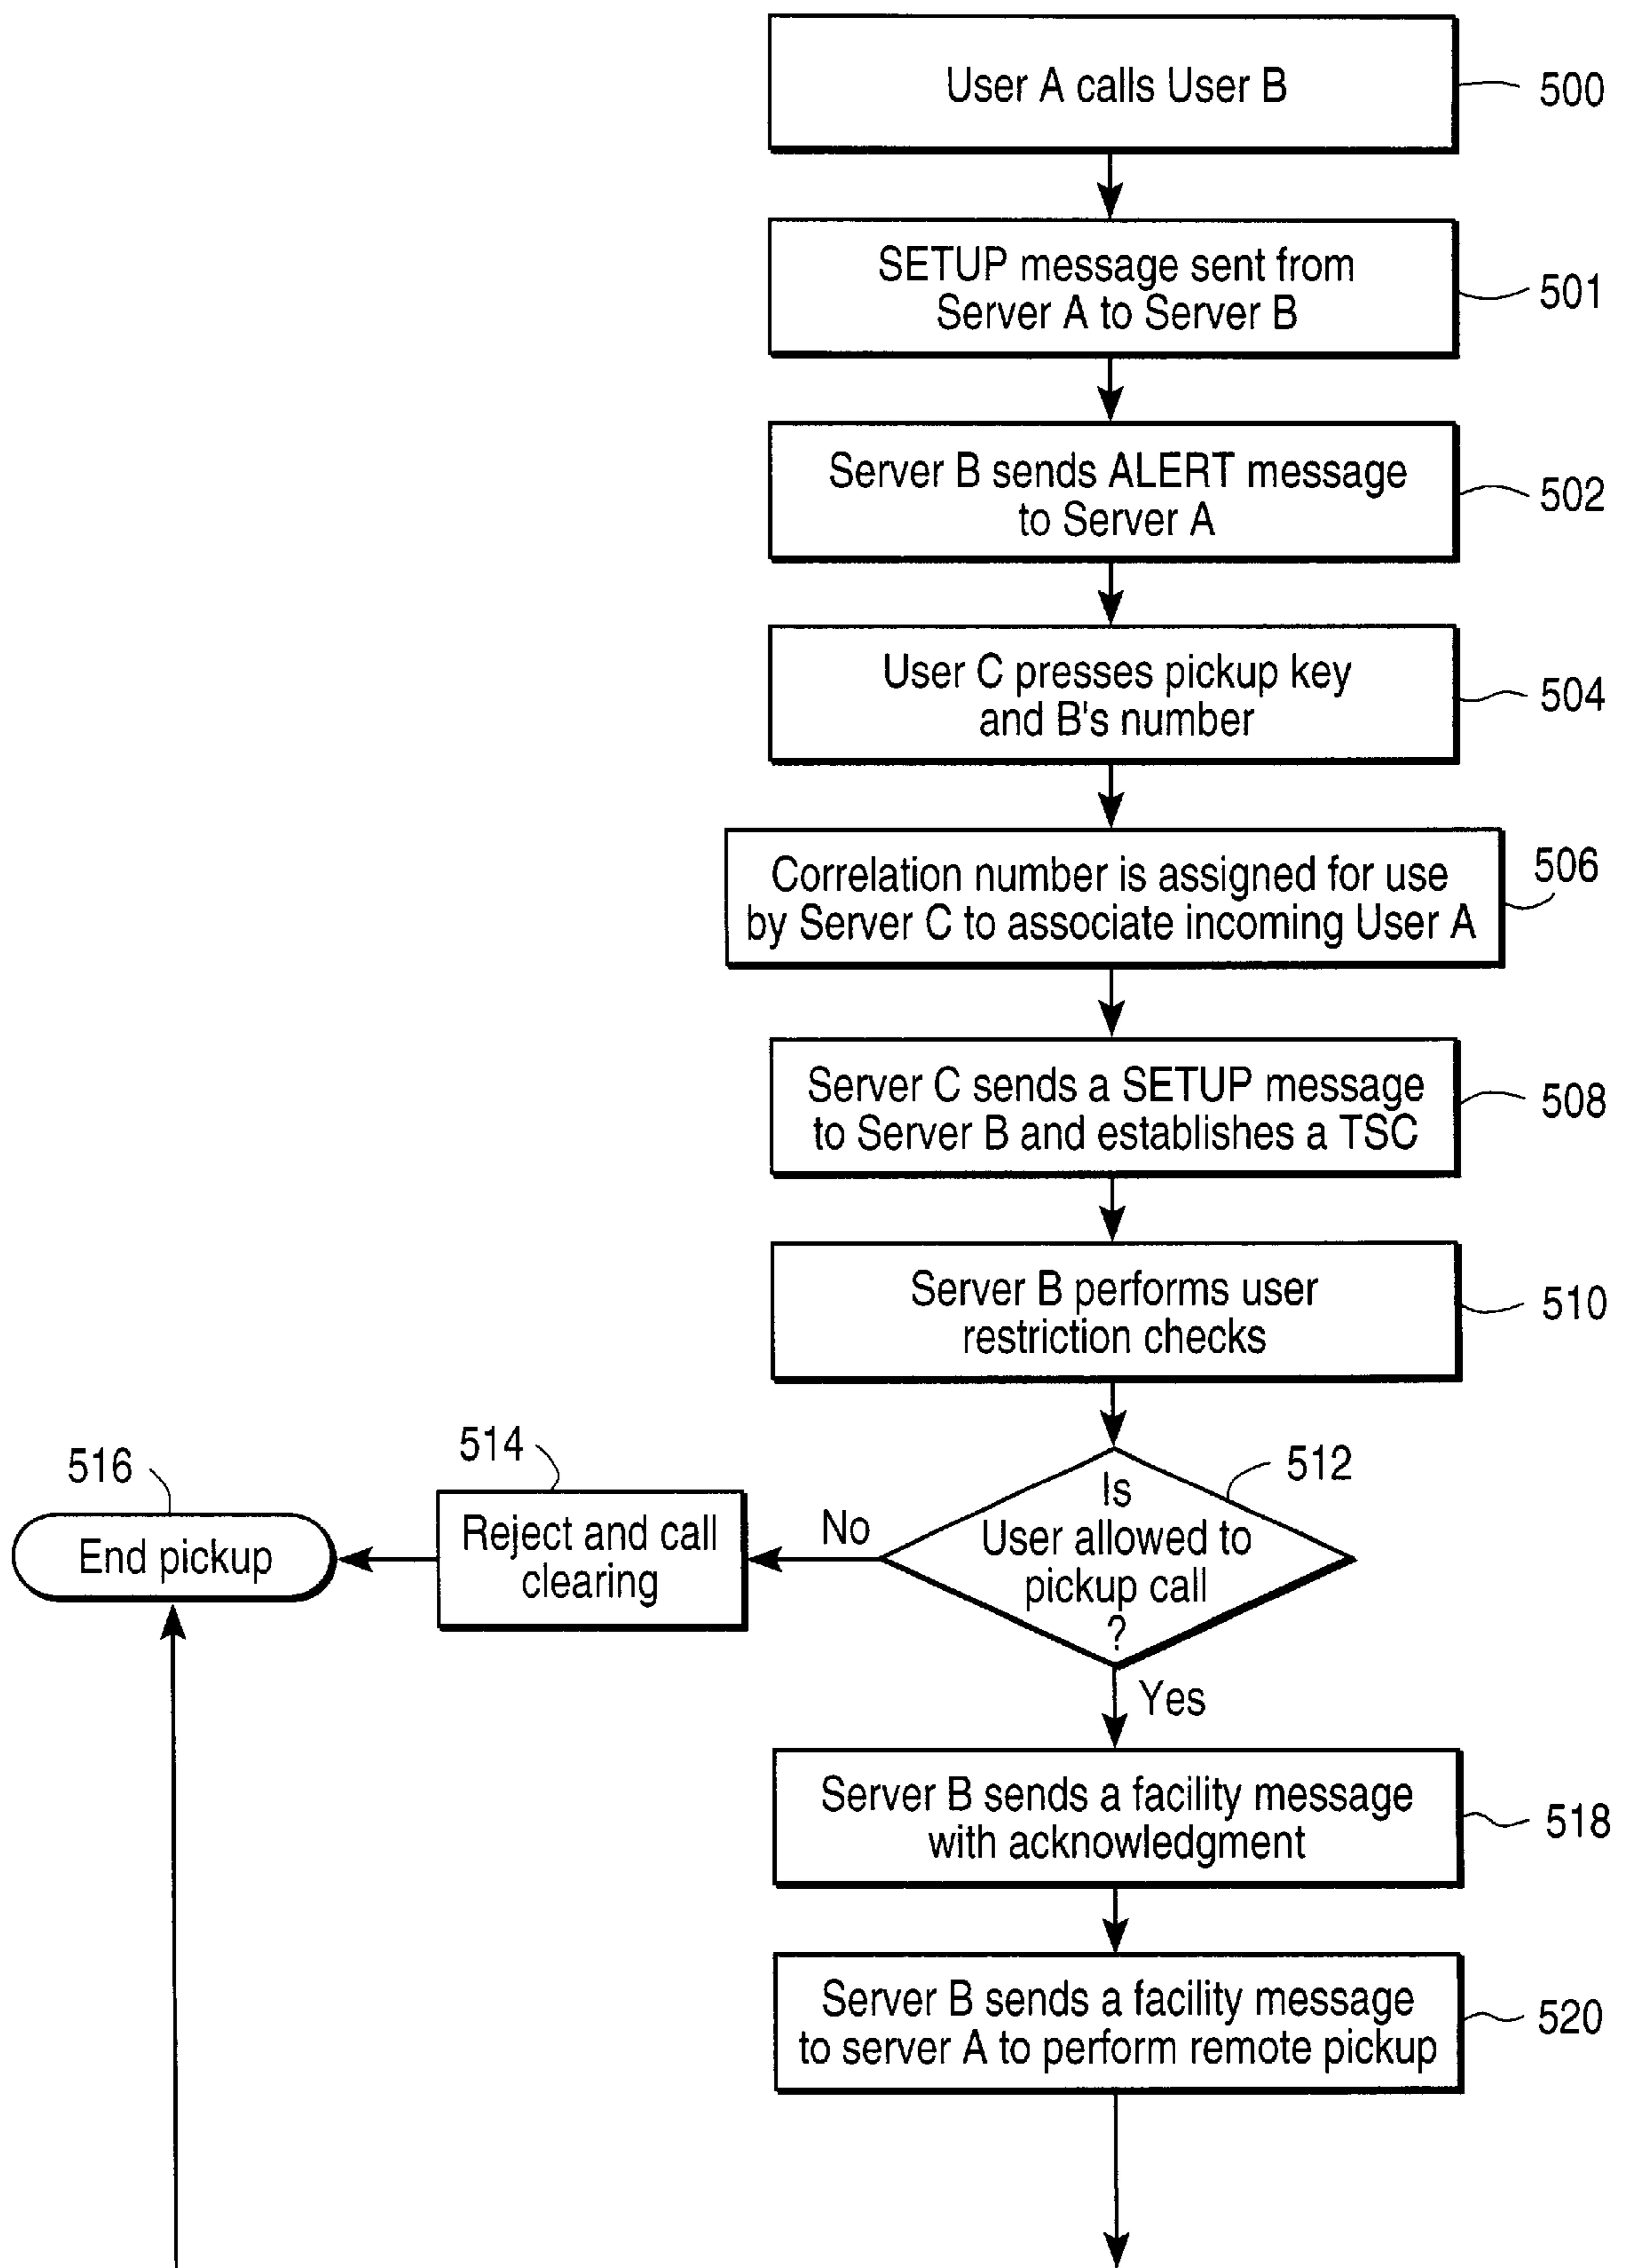 User A calls User B
500
SETUP message sent from
Server A to Server B
501
Server B sends ALERT message
to Server A
502
User C presses pickup key
and B's number
504
Correlation number is assigned for use
by Server C to associate incoming User A
506
Server C sends a SETUP message
to Server B and establishes a TSC
508
Server B performs user
restriction checks
510
516
End pickup
514
Reject and call
clearing
No
512
Is
User allowed to
pickup call
?
Yes
Server B sends a facility message
with acknowledgment
518
Server B sends a facility message
to server A to perform remote pickup
520